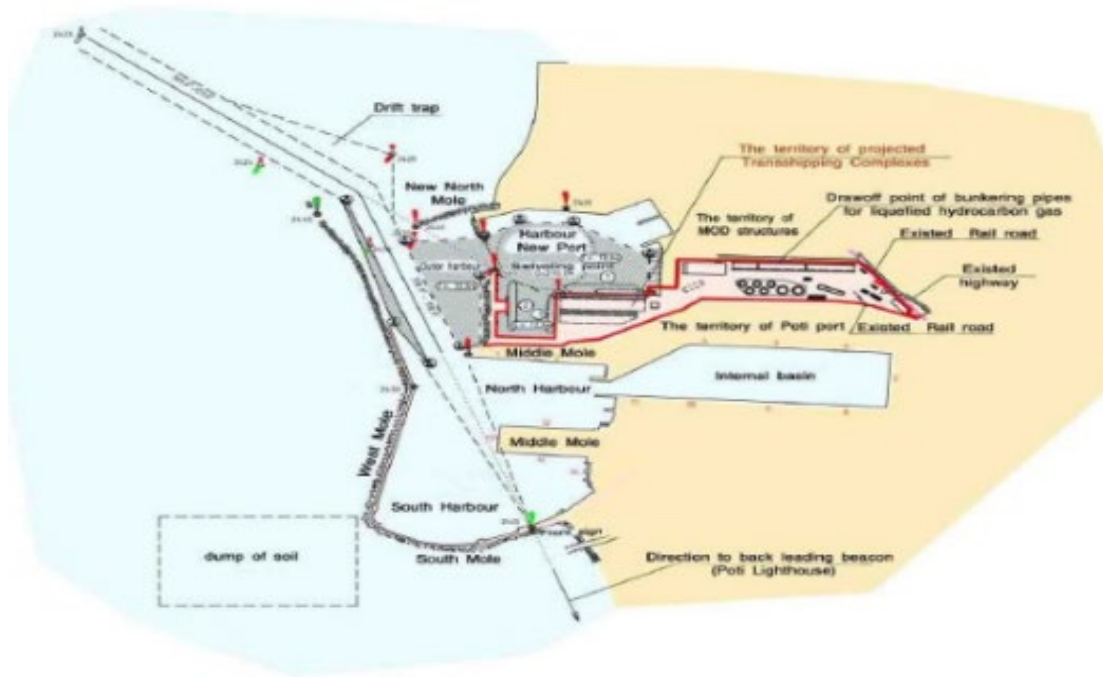 Drift trap
The territory of projected
Transshipping Complexes
New North
Mole
Drawoff point of bunkering pipes
for liquefied hydrocarbon gas
The territory of
MOD structures
Existed Rail road
Harbour
New Port
Outer harbour
Existed
highway
The territory of Poti port
Existed Rail road
Middle Mole
Internal basin
North Harbour
West Mole
Middle Mole
South Harbour
dump of soil
South Mole
Direction to back leading beacon
(Poti Lighthouse)